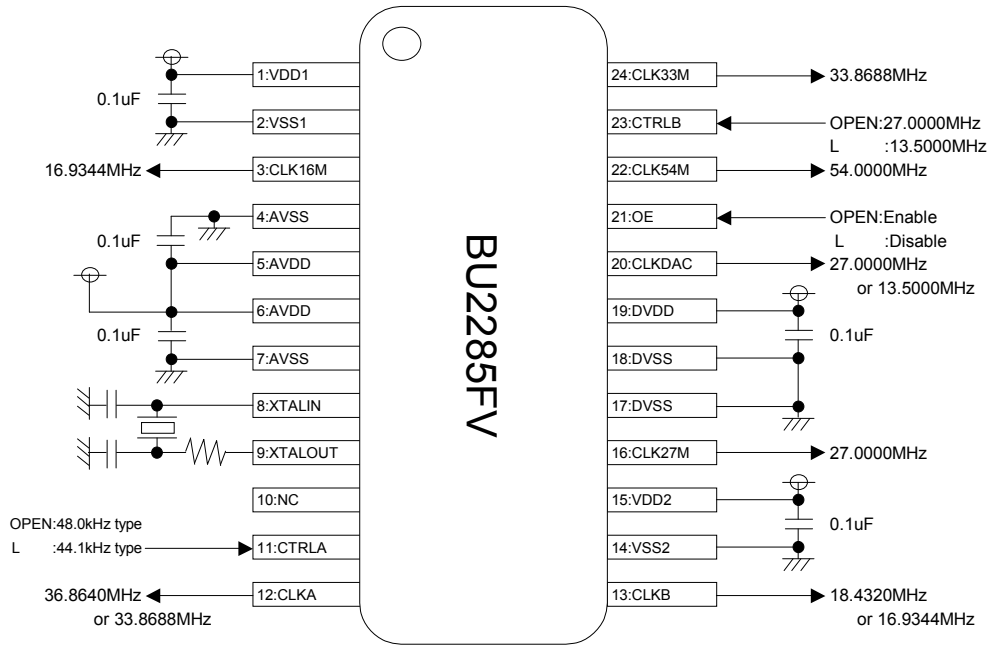 1:VDD1
0.1uF
2:VSS1
16.9344MHz
3:CLK16M
4:AVSS
0.1uF
5:AVDD
6:AVDD
0.1uF
7:AVSS
8:XTALIN
9:XTALOUT
10:NC
OPEN:48.0kHz type
L :44.1kHz type
11:CTRLA
36.8640MHz
or 33.8688MHz
12:CLKA
BU2285FV
24:CLK33M
33.8688MHz
23:CTRLB
OPEN:27.0000MHz
L :13.5000MHz
22:CLK54M
54.0000MHz
21:OE
OPEN:Enable
L :Disable
20:CLKDAC
27.0000MHz
or 13.5000MHz
19:DVDD
0.1uF
18:DVSS
17:DVSS
16:CLK27M
27.0000MHz
15:VDD2
0.1uF
14:VSS2
13:CLKB
18.4320MHz
or 16.9344MHz